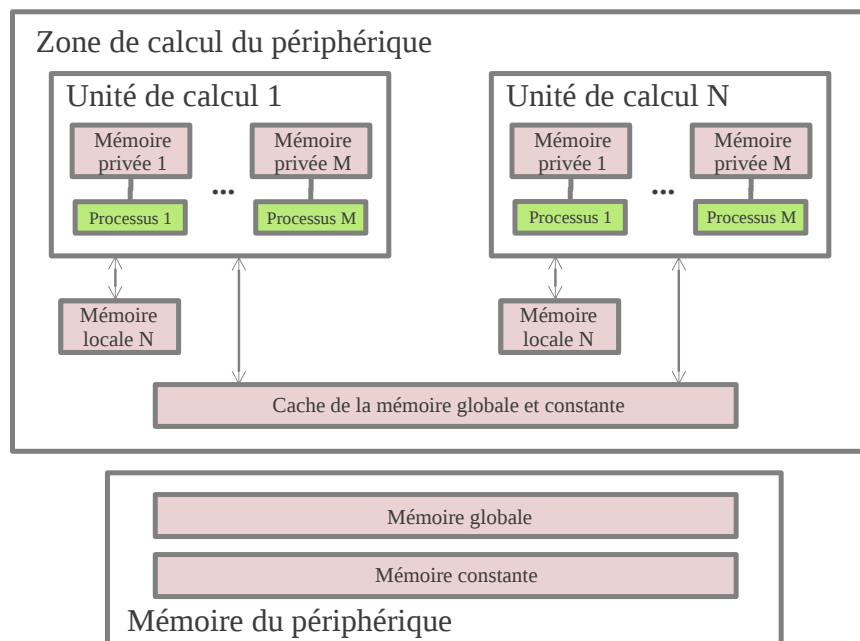 Zone de calcul du périphérique
Unité de calcul 1
Mémoire
privée 1
...
Mémoire
privée M
Processus 1
Processus M
Mémoire
locale N
Unité de calcul N
Mémoire
privée 1
...
Mémoire
privée M
Processus 1
Processus M
Mémoire
locale N
Cache de la mémoire globale et constante
Mémoire globale
Mémoire constante
Mémoire du périphérique